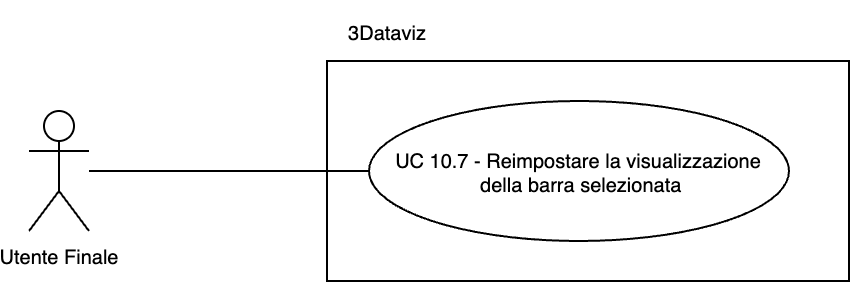 3Dataviz
UC 10.7 - Reimpostare la visualizzazione
della barra selezionata
Utente Finale